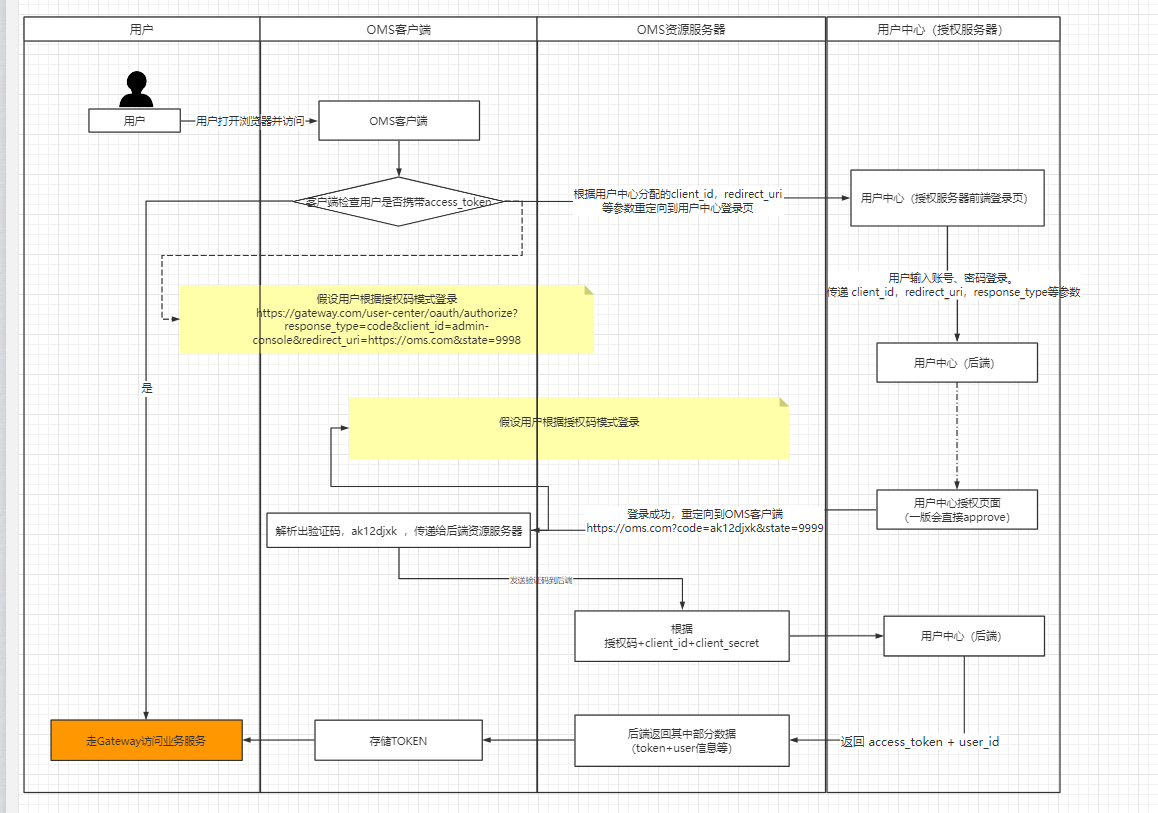 用户
OMS客户端
OMS资源服务器
用户中心（授权服务器）
用户
用户打开浏览器并访问
OMS客户端
客户端检查用户是否携带access_token
根据用户中心分配的client_id，redirect_uri
等参数重定向到用户中心登录页
用户中心（授权服务器前端登录页）
用户输入账号、密码登录。
传递 client_id，redirect_uri，response_type等参数
假设用户根据授权码模式登录
https://gateway.com/user-center/oauth/authorize?
response_type=code&client_id=admin-
console&redirect_uri=https://oms.com&state=9998
用户中心（后端）
是
假设用户根据授权码模式登录
用户中心授权页面
（一版会直接approve）
登录成功，重定向到OMS客户端
https://oms.com?code=ak12djxk&state=9999
解析出验证码，ak12djxk ，传递给后端资源服务器
发送验证码到后端
根据
授权码+client_id+client_secret
用户中心（后端）
走Gateway访问业务服务
存储TOKEN
后端返回其中部分数据
(token+user信息等)
返回 access_token + user_id